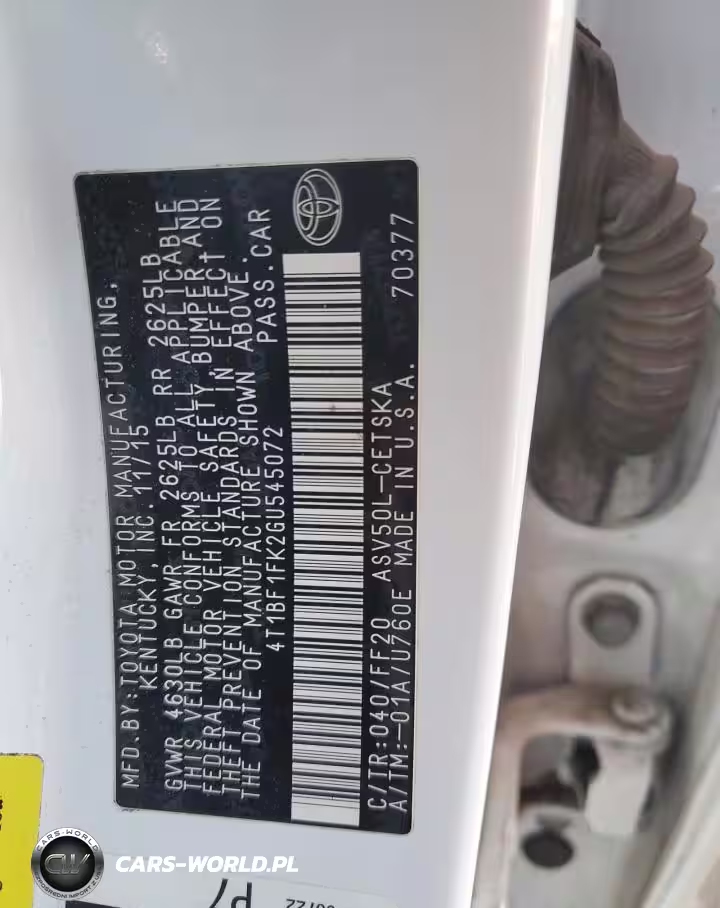 MFD.BY:TOYOTA MOTOR MANUFACTURING,
KENTUCKY, INC.11/15
GVWR 4630LB GAWR FR 2625LB RR 2625LB
THIS VEHICLE CONFORMS TO ALL APPLICABLE
FEDERAL MOTOR VEHICLE SAFETY, BUMPER, AND
THEFT PREVENTION STANDARDS IN EFFECT ON
THE DATE OF MANUFACTURE SHOWN ABOVE.
4T1BF1FK2GU545072 PASS.CAR
C/TR:040/FF20 ASV50L-CETSKA
A/TM:-01A/U760E MADE IN U.S.A. 70377
CARS-WORLD
CW
CARS-WORLD.PL